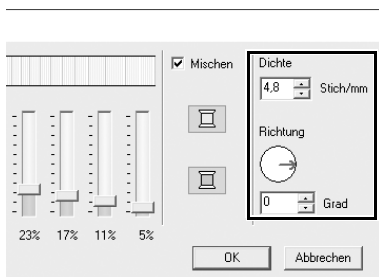 Mischen
Dichte
4,8 Stich/mm
Richtung
0 Grad
23% 17% 11% 5%
OK Abbrechen